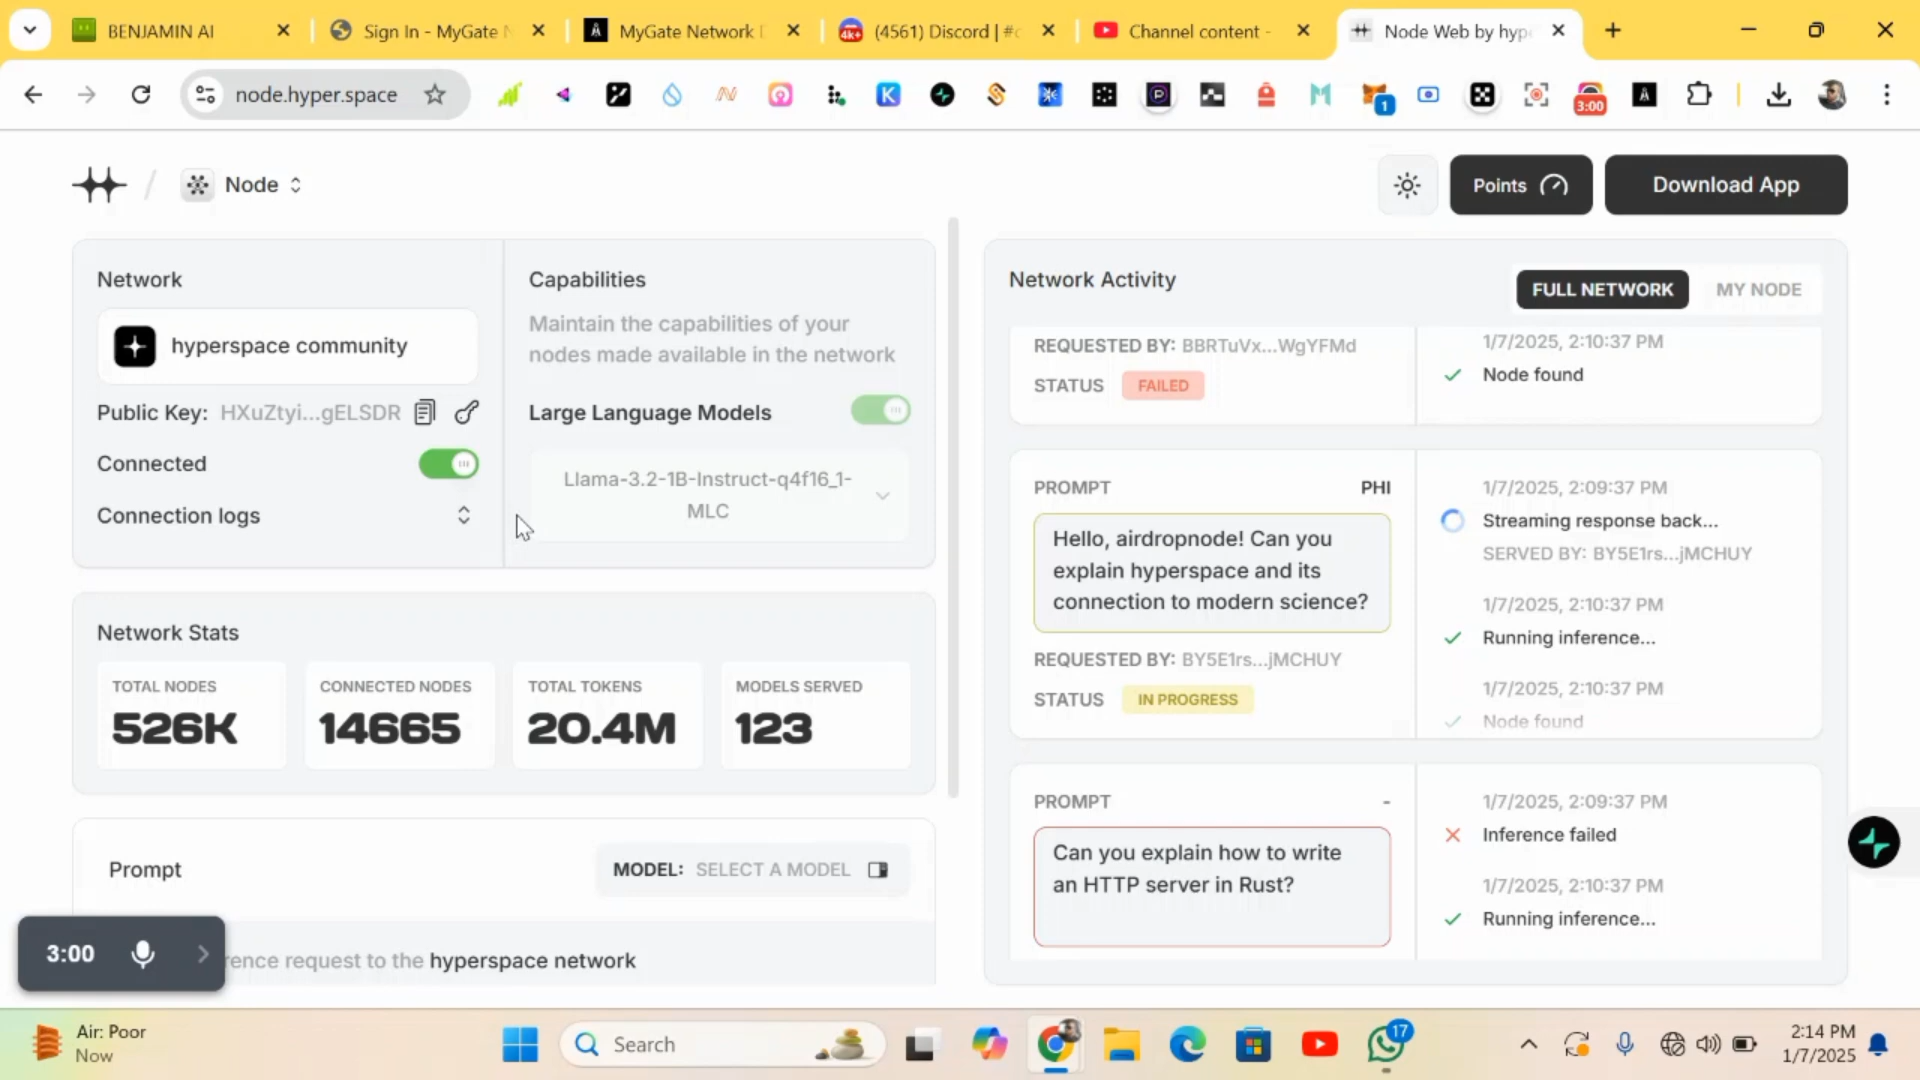 BENJAMIN AI
Sign In - MyGate N
MyGate Network D
(4561) Discord | #c
Channel content -
Node Web by hype
node.hyper.space
1
3:00
Node
Points
Download App
Network
hyperspace community
Public Key: HXuZtyi...gELSDR
Connected
Connection logs
Capabilities
Maintain the capabilities of your
nodes made available in the network
Large Language Models
Llama-3.2-1B-Instruct-q4f16_1-
MLC
Network Stats
TOTAL NODES
526K
CONNECTED NODES
14665
TOTAL TOKENS
20.4M
MODELS SERVED
123
Prompt
MODEL: SELECT A MODEL
rence request to the hyperspace network
3:00
Network Activity
FULL NETWORK
MY NODE
REQUESTED BY: BBRTuVx...WgYFMd
STATUS FAILED
1/7/2025, 2:10:37 PM
Node found
PROMPT PHI
Hello, airdropnode! Can you
explain hyperspace and its
connection to modern science?
REQUESTED BY: BY5E1rs...jMCHUY
STATUS IN PROGRESS
1/7/2025, 2:09:37 PM
Streaming response back...
SERVED BY: BY5E1rs...jMCHUY
1/7/2025, 2:10:37 PM
Running inference...
1/7/2025, 2:10:37 PM
Node found
PROMPT -
Can you explain how to write
an HTTP server in Rust?
1/7/2025, 2:09:37 PM
Inference failed
1/7/2025, 2:10:37 PM
Running inference...
Air: Poor
Now
Search
17
2:14 PM
1/7/2025